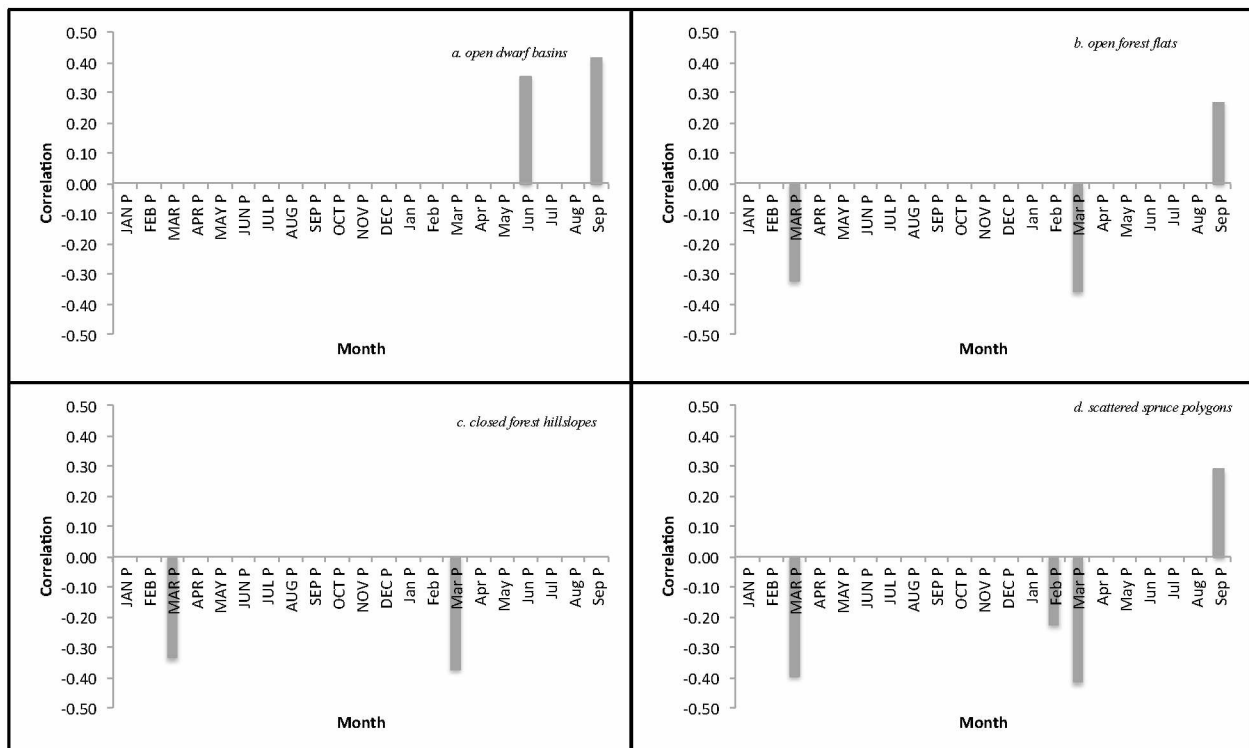 a. open dwarf basins
0.50
0.40
0.30
0.20
0.10
0.00
-0.10
-0.20
-0.30
-0.40
-0.50
Correlation
JAN P
FEB P
MAR P
APR P
MAY P
JUN P
JUL P
AUG P
SEP P
OCT P
NOV P
DEC P
Jan P
Feb P
Mar P
Apr P
May P
Jun P
Jul P
Aug P
Sep P
Month
b. open forest flats
0.50
0.40
0.30
0.20
0.10
0.00
-0.10
-0.20
-0.30
-0.40
-0.50
Correlation
JAN P
FEB P
MAR P
APR P
MAY P
JUN P
JUL P
AUG P
SEP P
OCT P
NOV P
DEC P
Jan P
Feb P
Mar P
Apr P
May P
Jun P
Jul P
Aug P
Sep P
Month
c. closed forest hillslopes
0.50
0.40
0.30
0.20
0.10
0.00
-0.10
-0.20
-0.30
-0.40
-0.50
Correlation
JAN P
FEB P
MAR P
APR P
MAY P
JUN P
JUL P
AUG P
SEP P
OCT P
NOV P
DEC P
Jan P
Feb P
Mar P
Apr P
May P
Jun P
Jul P
Aug P
Sep P
Month
d. scattered spruce polygons
0.50
0.40
0.30
0.20
0.10
0.00
-0.10
-0.20
-0.30
-0.40
-0.50
Correlation
JAN P
FEB P
MAR P
APR P
MAY P
JUN P
JUL P
AUG P
SEP P
OCT P
NOV P
DEC P
Jan P
Feb P
Mar P
Apr P
May P
Jun P
Jul P
Aug P
Sep P
Month